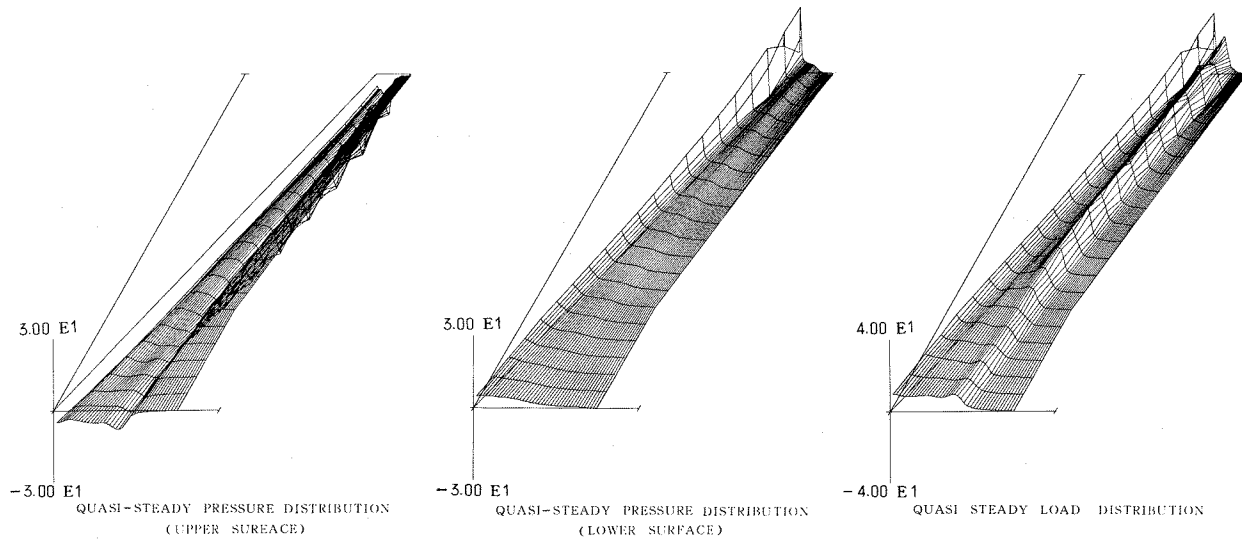 3.00 E1
-3.00 E1
QUASI-STEADY PRESSURE DISTRIBUTION
(UPPER SUREACE)
3.00 E1
-3.00 E1
QUASI-STEADY PRESSURE DISTRIBUTION
(LOWER SURFACE)
4.00 E1
-4.00 E1
QUASI STEADY LOAD DISTRIBUTION